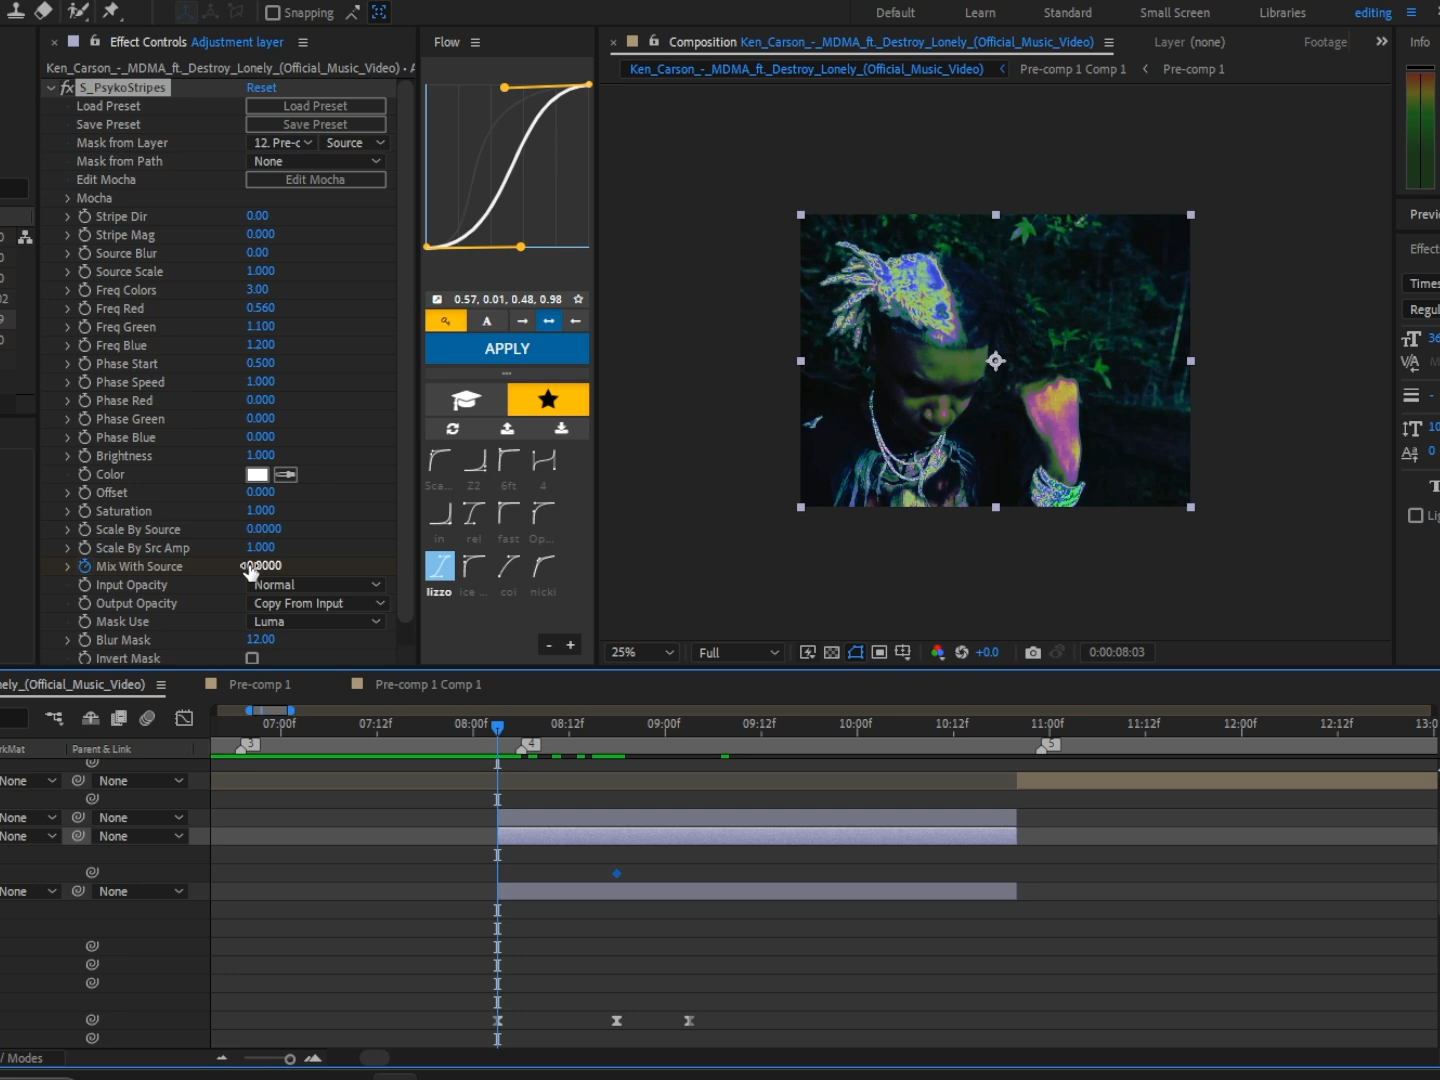 Snapping
Default
Learn
Standard
Small Screen
Libraries
editing
Effect Controls Adjustment layer
Flow
Composition Ken_Carson_-_MDMA_ft._Destroy_Lonely_(Official_Music_Video)
Layer (none)
Footage
Info
Ken_Carson_-_MDMA_ft._Destroy_Lonely_(Official_Music_Video) • A
Ken_Carson_-_MDMA_ft._Destroy_Lonely_(Official_Music_Video)
Pre-comp 1 Comp 1
Pre-comp 1
fx S_PsykoStripes Reset
Load Preset Load Preset
Save Preset Save Preset
Mask from Layer 12. Pre-c Source
Mask from Path None
Edit Mocha Edit Mocha
Mocha
Stripe Dir 0.00
Stripe Mag 0.000
Source Blur 0.00
Source Scale 1.000
Freq Colors 3.00
Freq Red 0.560
Freq Green 1.100
Freq Blue 1.200
Phase Start 0.500
Phase Speed 1.000
Phase Red 0.000
Phase Green 0.000
Phase Blue 0.000
Brightness 1.000
Color
Offset 0.000
Saturation 1.000
Scale By Source 0.0000
Scale By Src Amp 1.000
Mix With Source
Input Opacity Normal
Output Opacity Copy From Input
Mask Use Luma
Blur Mask 12.00
Invert Mask
0.57, 0.01, 0.48, 0.98
A
APPLY
Sca... Z2 6ft 4
in rel fast Op...
lizzo ice ... coi nicki
- +
Previ
Effect
Times
Regul
36
10
0
Lig
25%
Full
+0.0
0:00:08:03
nely_(Official_Music_Video)
Pre-comp 1
Pre-comp 1 Comp 1
07:00f 07:12f 08:00f 08:12f 09:00f 09:12f 10:00f 10:12f 11:00f 11:12f 12:00f 12:12f 13:0
3 4 5
rkMat Parent & Link
None None
None None
None None
None None
/ Modes